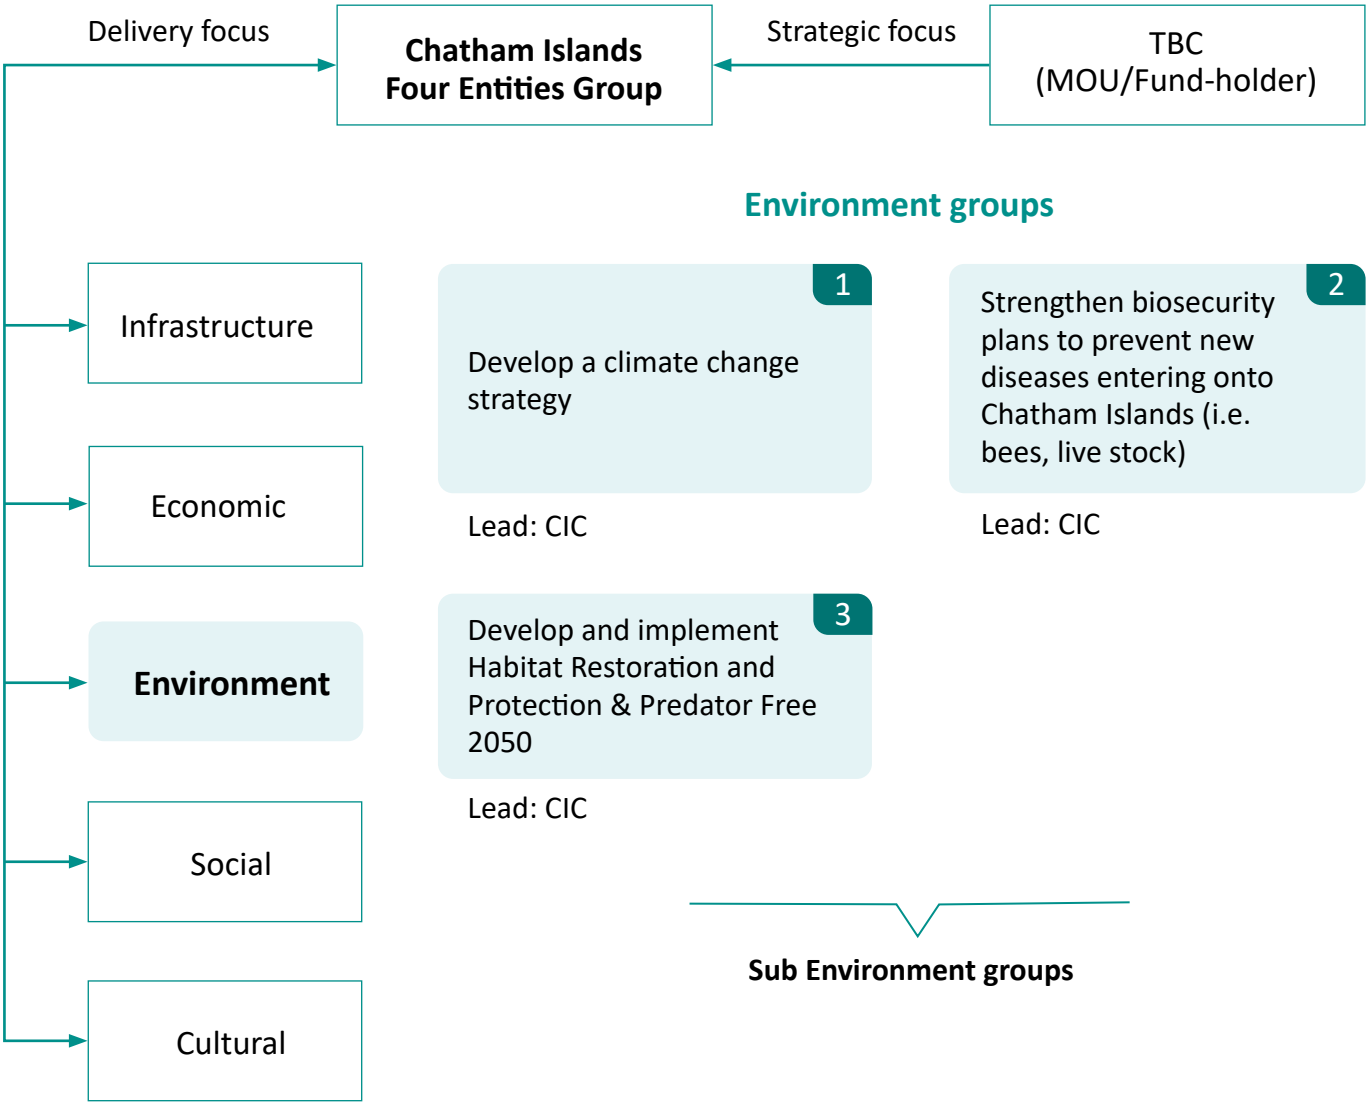 Delivery focus
Chatham Islands
Four Entities Group
Strategic focus
TBC
(MOU/Fund-holder)
Environment groups
Infrastructure
Economic
Environment
Social
Cultural
1
Develop a climate change
strategy
Lead: CIC
2
Strengthen biosecurity
plans to prevent new
diseases entering onto
Chatham Islands (i.e.
bees, live stock)
Lead: CIC
3
Develop and implement
Habitat Restoration and
Protection & Predator Free
2050
Lead: CIC
Sub Environment groups